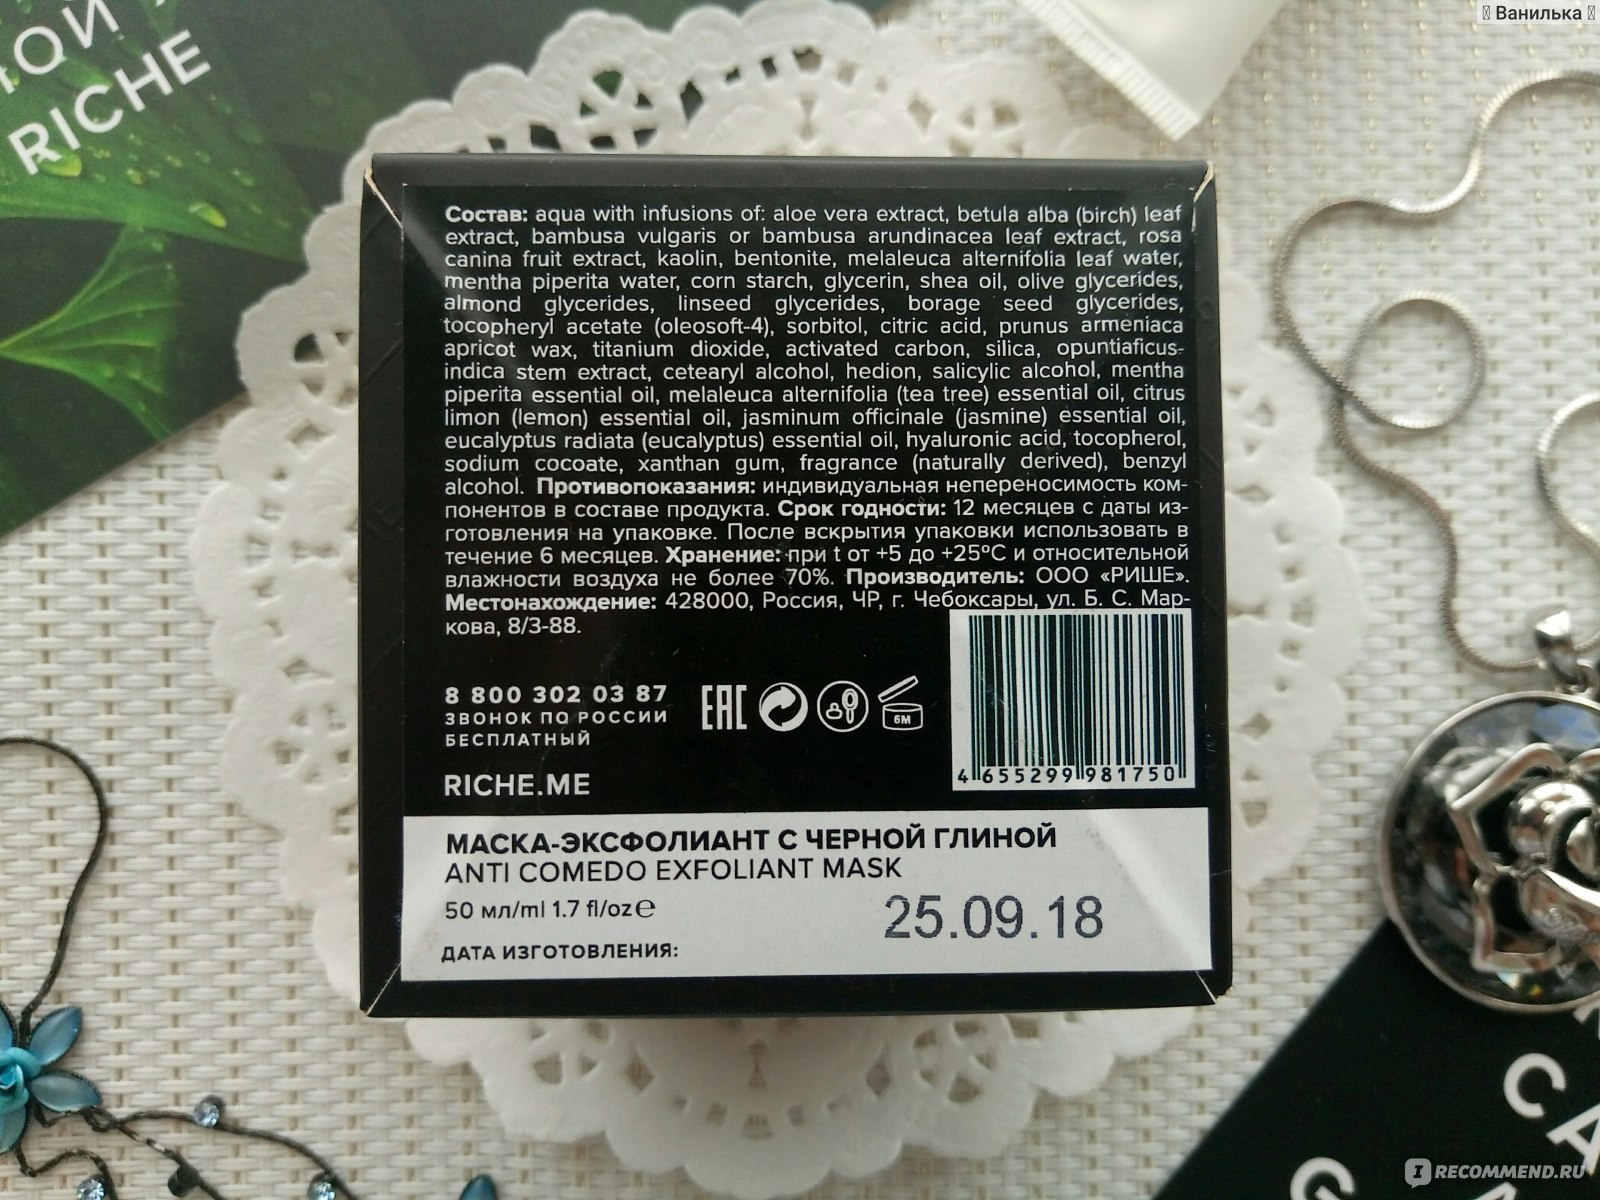 Ванилька
ОЙ
RICHE
Состав: aqua with infusions of: aloe vera extract, betula alba (birch) leaf
extract, bambusa vulgaris or bambusa arundinacea leaf extract, rosa
canina fruit extract, kaolin, bentonite, melaleuca alternifolia leaf water,
mentha piperita water, corn starch, glycerin, shea oil, olive glycerides,
almond glycerides, linseed glycerides, borage seed glycerides,
tocopheryl acetate (oleosoft-4), sorbitol, citric acid, prunus armeniaca
apricot wax, titanium dioxide, activated carbon, silica, opuntiaficus-
indica stem extract, cetearyl alcohol, hedion, salicylic alcohol, mentha
piperita essential oil, melaleuca alternifolia (tea tree) essential oil, citrus
limon (lemon) essential oil, jasminum officinale (jasmine) essential oil,
eucalyptus radiata (eucalyptus) essential oil, hyaluronic acid, tocopherol,
sodium cocoate, xanthan gum, fragrance (naturally derived), benzyl
alcohol. Противопоказания: индивидуальная непереносимость ком-
понентов в составе продукта. Срок годности: 12 месяцев с даты из-
готовления на упаковке. После вскрытия упаковки использовать в
течение 6 месяцев. Хранение: при t от +5 до +25°C и относительной
влажности воздуха не более 70%. Производитель: ООО «РИШЕ».
Местонахождение: 428000, Россия, ЧР, г. Чебоксары, ул. Б. С. Мар-
кова, 8/3-88.
8 800 302 03 87
ЗВОНОК ПО РОССИИ
БЕСПЛАТНЫЙ
EAC
6M
RICHE.ME
4 655299 981750
МАСКА-ЭКСФОЛИАНТ С ЧЕРНОЙ ГЛИНОЙ
ANTI COMEDO EXFOLIANT MASK
50 мл/ml 1.7 fl/oz ℮
25.09.18
ДАТА ИЗГОТОВЛЕНИЯ:
IRECOMMEND.RU